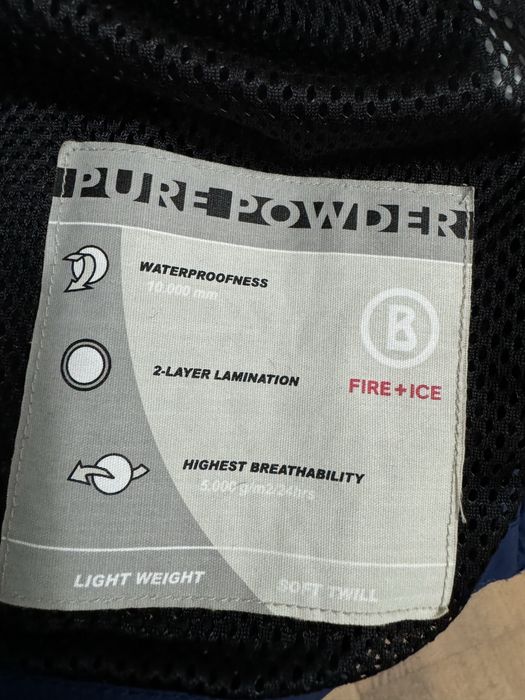 PURE POWDER
WATERPROOFNESS
10.000 mm
B
FIRE+ICE
2-LAYER LAMINATION
HIGHEST BREATHABILITY
5.000 g/m2/24hrs
LIGHT WEIGHT
SOFT TWILL